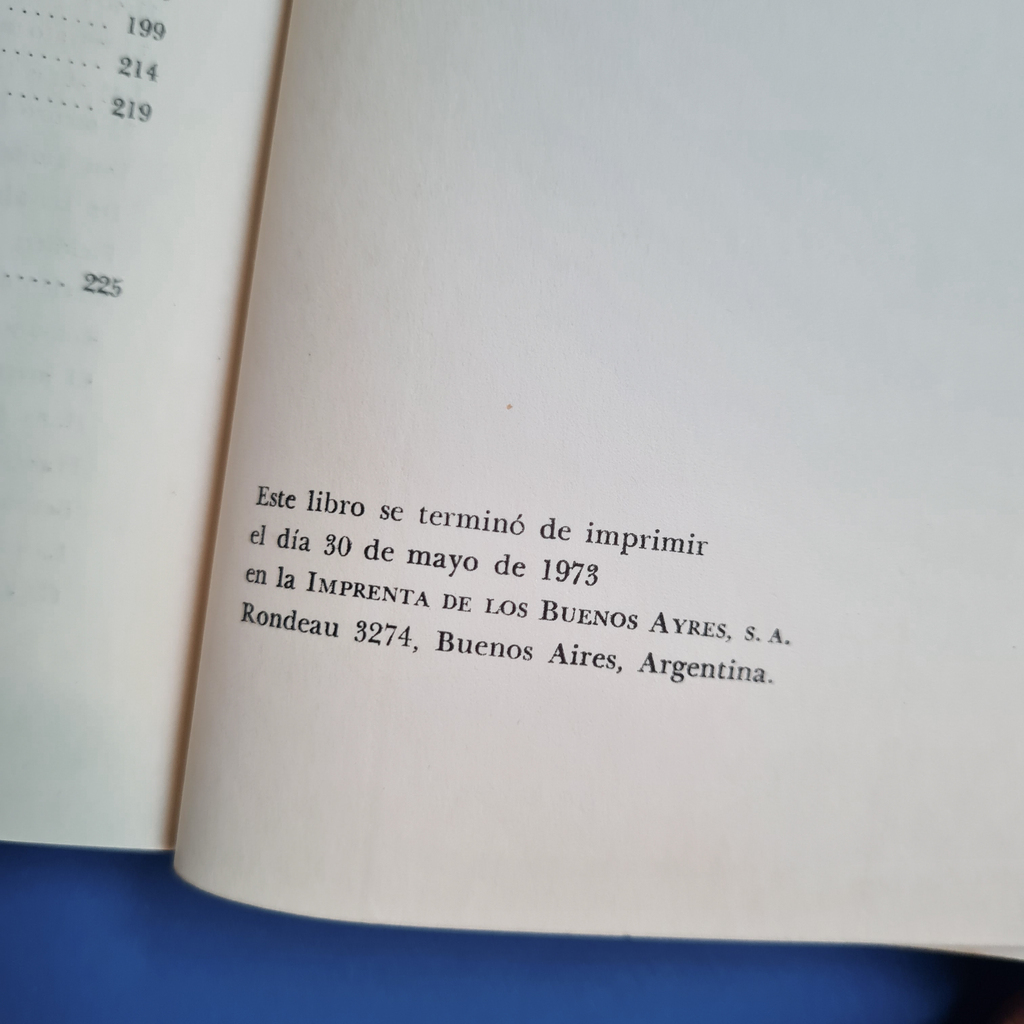 199
214
219
225
Este libro se terminó de imprimir
el día 30 de mayo de 1973
en la IMPRENTA DE LOS BUENOS AYRES, S. A.
Rondeau 3274, Buenos Aires, Argentina.